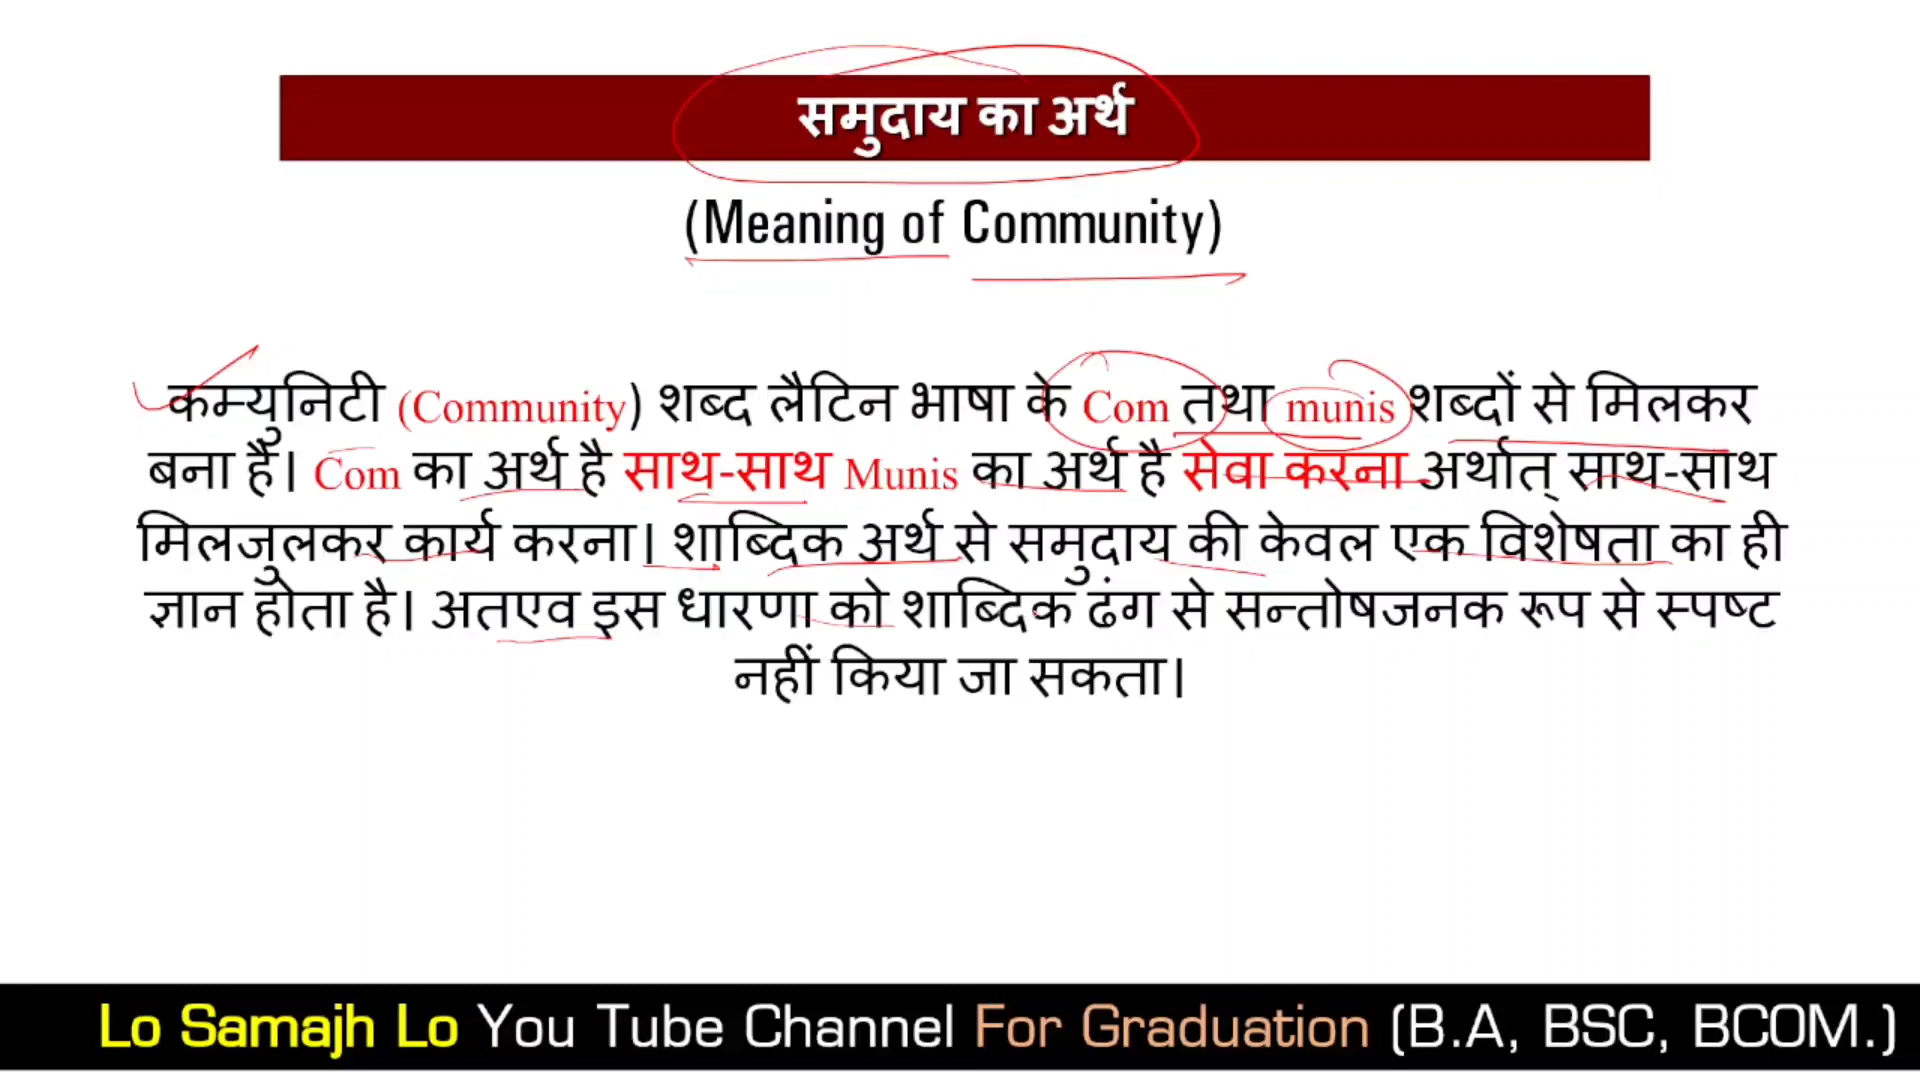 समुदाय का अर्थ
(Meaning of Community)
कम्युनिटी (Community) शब्द लैटिन भाषा के Com तथा munis शब्दों से मिलकर
बना है। Com का अर्थ है साथ-साथ Munis का अर्थ है सेवा करना अर्थात् साथ-साथ
मिलजुलकर कार्य करना। शाब्दिक अर्थ से समुदाय की केवल एक विशेषता का ही
ज्ञान होता है। अतएव इस धारणा को शाब्दिक ढंग से सन्तोषजनक रूप से स्पष्ट
नहीं किया जा सकता।
Lo Samajh Lo You Tube Channel For Graduation (B.A, BSC, BCOM.)